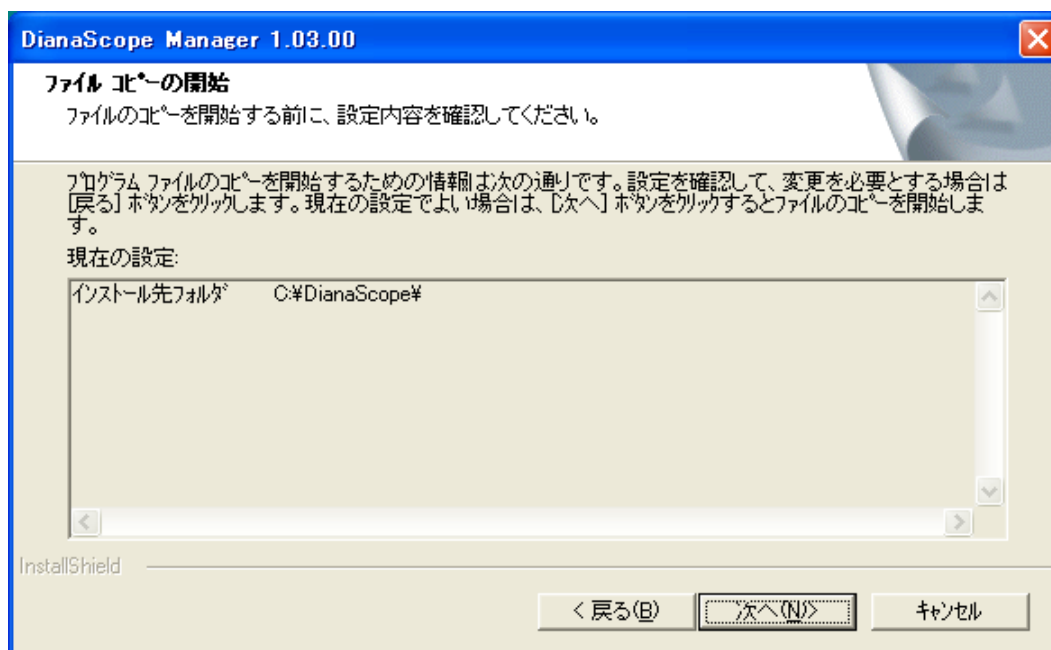 DianaScope Manager 1.03.00
ファイル コピーの開始
ファイルのコピーを開始する前に、設定内容を確認してください。
プログラム ファイルのコピーを開始するための情報は次の通りです。設定を確認して、変更を必要とする場合は
[戻る] ボタンをクリックします。現在の設定でよい場合は、[次へ] ボタンをクリックするとファイルのコピーを開始しま
す。
現在の設定:
インストール先フォルダ C:¥DianaScope¥
InstallShield
< 戻る(B)
次へ(N)>
キャンセル